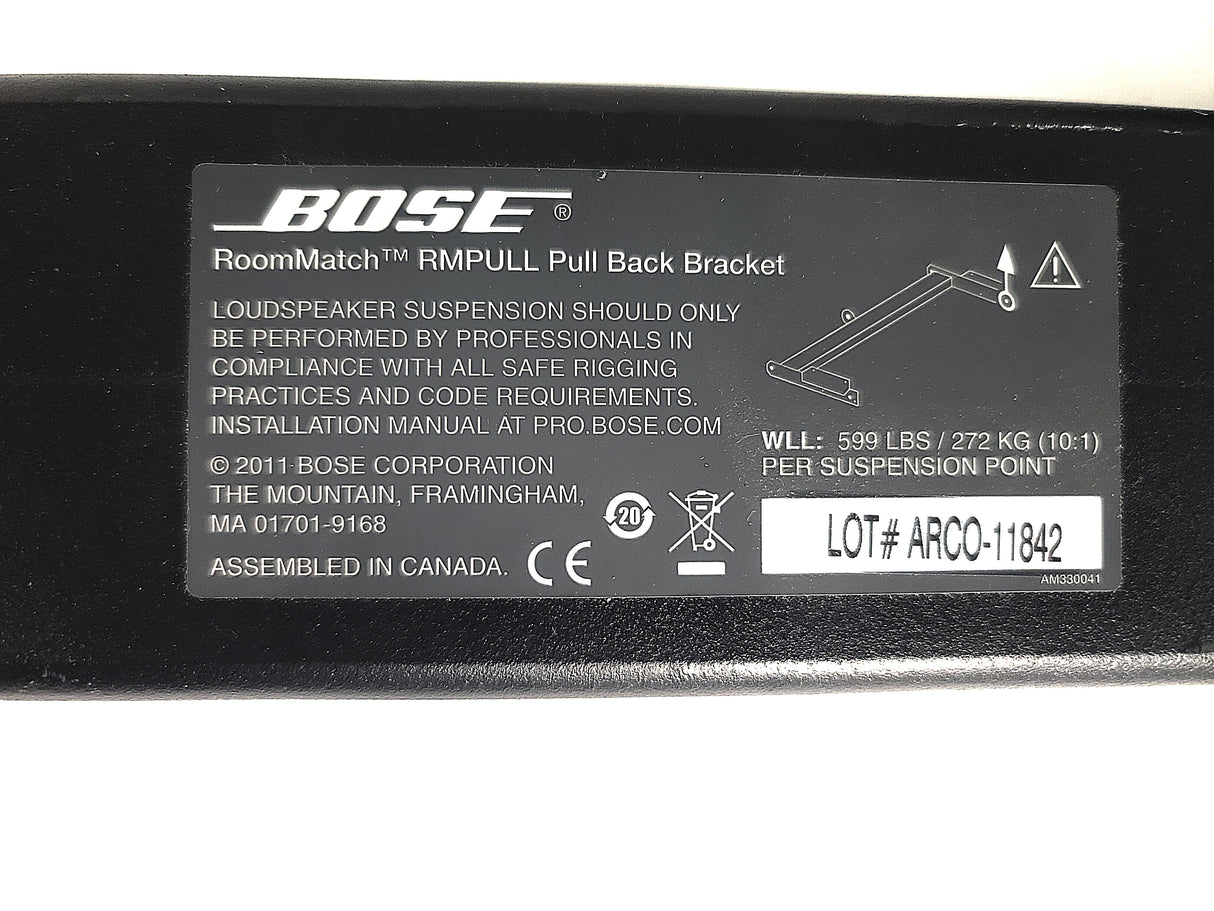 BOSE®
RoomMatch™ RMPULL Pull Back Bracket
LOUDSPEAKER SUSPENSION SHOULD ONLY
BE PERFORMED BY PROFESSIONALS IN
COMPLIANCE WITH ALL SAFE RIGGING
PRACTICES AND CODE REQUIREMENTS.
INSTALLATION MANUAL AT PRO.BOSE.COM
© 2011 BOSE CORPORATION
THE MOUNTAIN, FRAMINGHAM,
MA 01701-9168
ASSEMBLED IN CANADA. CE
20
!
WLL: 599 LBS / 272 KG (10:1)
PER SUSPENSION POINT
LOT# ARCO-11842
AM330041